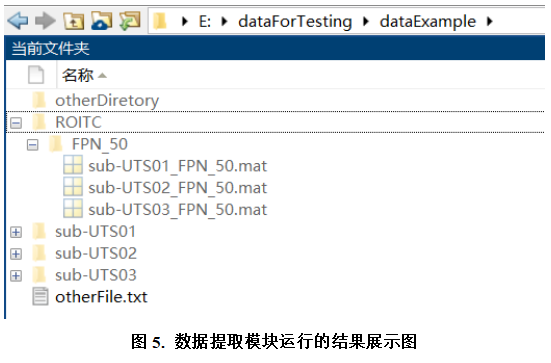 E: dataForTesting dataExample
当前文件夹
名称
otherDiretory
ROITC
FPN_50
sub-UTS01_FPN_50.mat
sub-UTS02_FPN_50.mat
sub-UTS03_FPN_50.mat
sub-UTS01
sub-UTS02
sub-UTS03
otherFile.txt
图 5. 数据提取模块运行的结果展示图